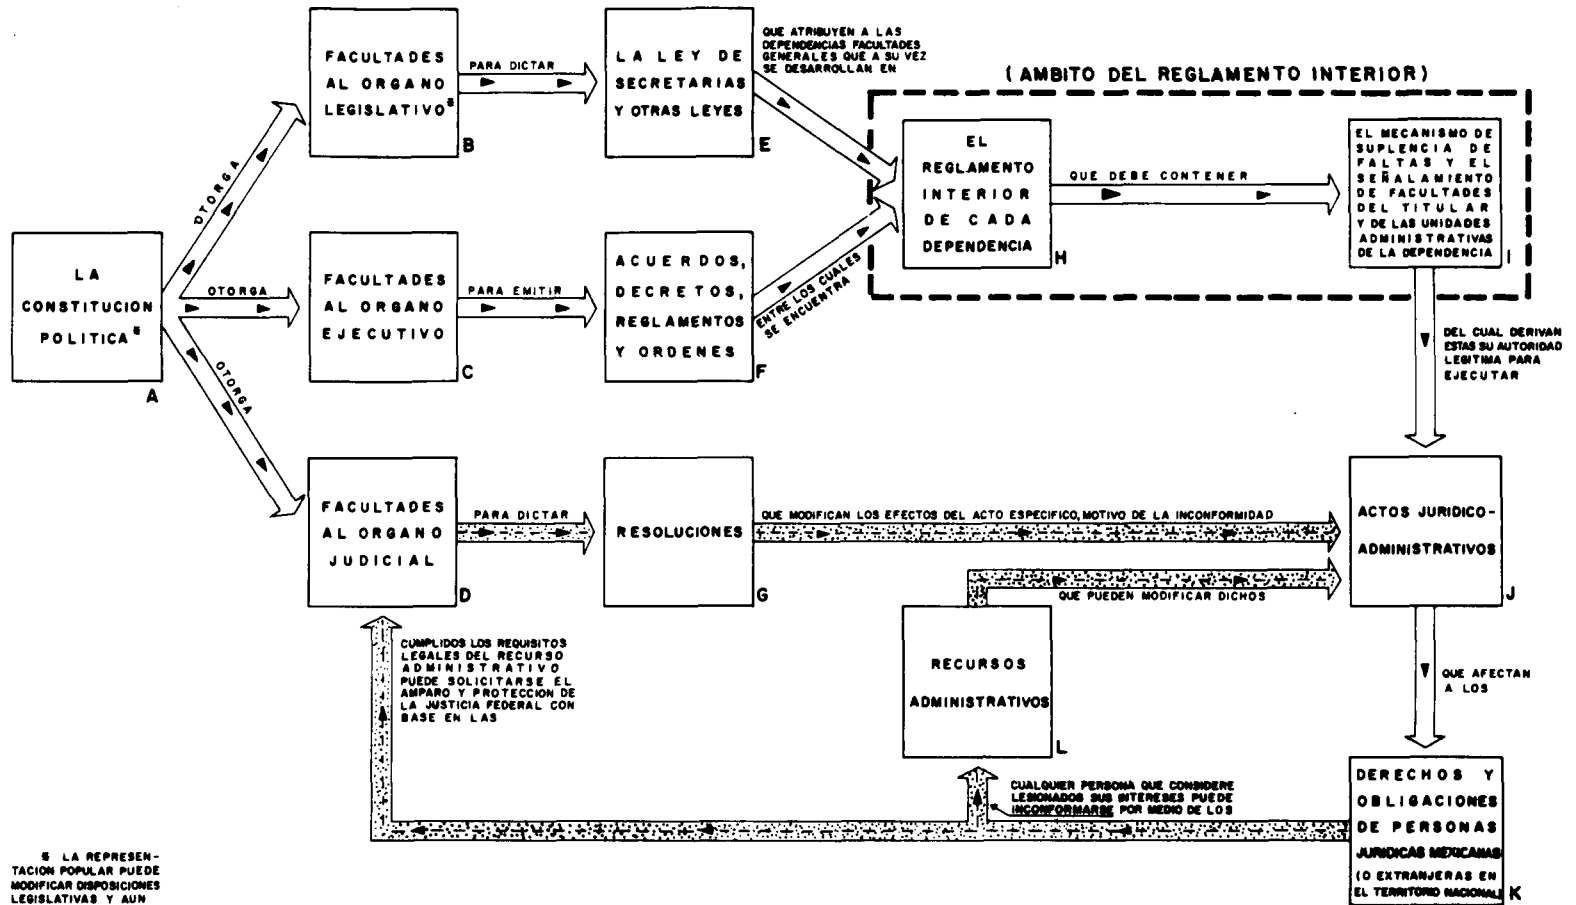 FACULTADES
AL ORGANO
LEGISLATIVO*
B
PARA DICTAR
LA LEY DE
SECRETARIAS
Y OTRAS LEYES
E
QUE ATRIBUYEN A LAS
DEPENDENCIAS FACULTADES
GENERALES QUE A SU VEZ
SE DESARROLLAN EN
(AMBITO DEL REGLAMENTO INTERIOR)
EL
REGLAMENTO
INTERIOR
DE CADA
DEPENDENCIA
H
QUE DEBE CONTENER
EL MECANISMO DE
SUPLENCIA DE
FALTAS Y EL
SEÑALAMIENTO
DE FACULTADES
DEL TITULAR
Y DE LAS UNIDADES
ADMINISTRATIVAS
DE LA DEPENDENCIA
I
OTORGA
LA
CONSTITUCION
POLITICA*
A
OTORGA
FACULTADES
AL ORGANO
EJECUTIVO
C
PARA EMITIR
ACUERDOS,
DECRETOS,
REGLAMENTOS
Y ORDENES
F
ENTRE LOS CUALES
SE ENCUENTRA
DEL CUAL DERIVAN
ESTAS SU AUTORIDAD
LEGITIMA PARA
EJECUTAR
OTORGA
FACULTADES
AL ORGANO
JUDICIAL
D
PARA DICTAR
RESOLUCIONES
G
QUE MODIFICAN LOS EFECTOS DEL ACTO ESPECIFICO, MOTIVO DE LA INCONFORMIDAD
ACTOS JURIDICO-
ADMINISTRATIVOS
J
QUE PUEDEN MODIFICAR DICHOS
CUMPLIDOS LOS REQUISITOS
LEGALES DEL RECURSO
ADMINISTRATIVO
PUEDE SOLICITARSE EL
AMPARO Y PROTECCION DE
LA JUSTICIA FEDERAL CON
BASE EN LAS
RECURSOS
ADMINISTRATIVOS
L
QUE AFECTAN
A LOS
CUALQUIER PERSONA QUE CONSIDERE
LESIONADOS SUS INTERESES PUEDE
INCONFORMARSE POR MEDIO DE LOS
DERECHOS Y
OBLIGACIONES
DE PERSONAS
JURIDICAS MEXICANAS
(O EXTRANJERAS EN
EL TERRITORIO NACIONAL)
K
* LA REPRESEN-
TACION POPULAR PUEDE
MODIFICAR DISPOSICIONES
LEGISLATIVAS Y AUN